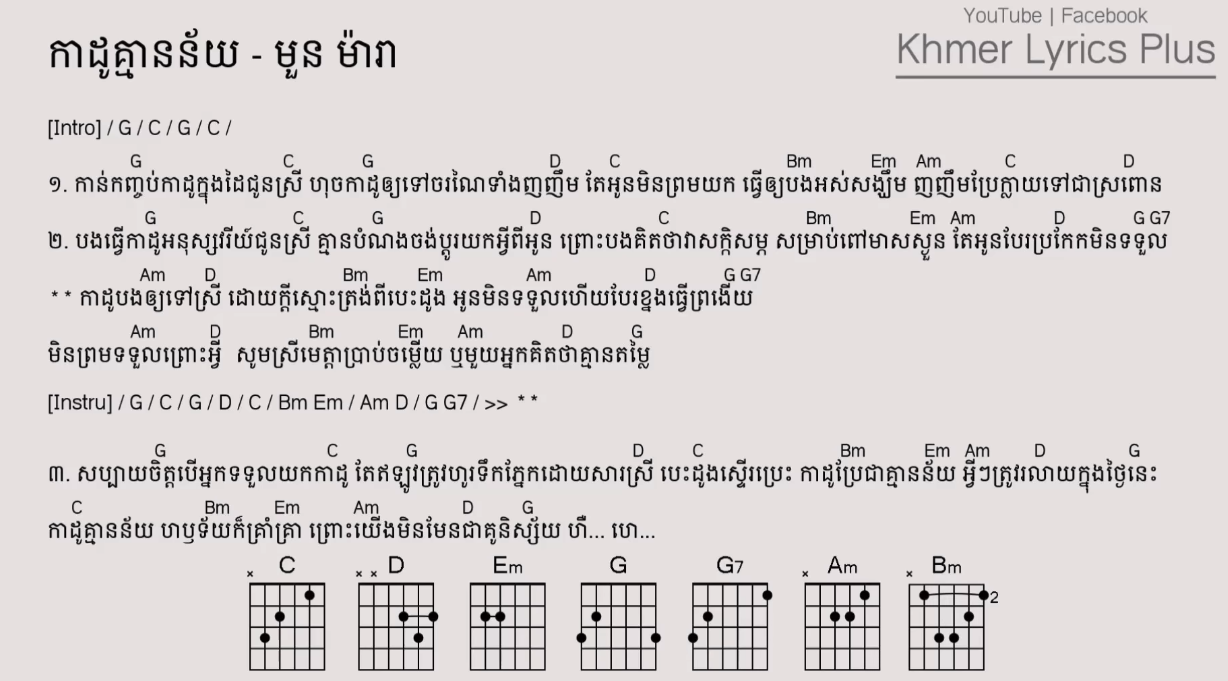 YouTube | Facebook
កាដូគ្មានន័យ - មួន ម៉ារា
Khmer Lyrics Plus
[Intro] / G / C / G / C /
G C G D C Bm Em Am C D
១. កាន់កញ្ចប់កាដូក្នុងដៃជូនស្រី ហុចកាដូឲ្យទៅចរណៃទាំងញញឹម តែអូនមិនព្រមយក ធ្វើឲ្យបងអស់សង្ឃឹម ញញឹមប្រែក្លាយទៅជាស្រពោន
G C G D C Bm Em Am D G G7
២. បងធ្វើកាដូអនុស្សវរីយ៍ជូនស្រី គ្មានបំណងចង់ប្ដូរយកអ្វីពីអូន ព្រោះបងគិតថាវាសក្ដិសម្ភ សម្រាប់ពៅមាសស្ងួន តែអូនបែរប្រកែកមិនទទួល
Am D Bm Em Am D G G7
* * កាដូបងឲ្យទៅស្រី ដោយក្ដីស្មោះត្រង់ពីបេះដូង អូនមិនទទួលហើយបែរខ្នងធ្វើព្រងើយ
Am D Bm Em Am D G
មិនព្រមទទួលព្រោះអ្វី សូមស្រីមេត្តាប្រាប់ចម្លើយ ឬមួយអ្នកគិតថាគ្មានតម្លៃ
[Instru] / G / C / G / D / C / Bm Em / Am D / G G7 / >> * *
G C G D C Bm Em Am D G
៣. សប្បាយចិត្តបើអ្នកទទួលយកកាដូ តែឥឡូវត្រូវហូរទឹកភ្នែកដោយសារស្រី បេះដូងស្ទើរប្រេះ កាដូប្រែជាគ្មានន័យ អ្វីៗត្រូវរលាយក្នុងថ្ងៃនេះ
C Bm Em Am D G
កាដូគ្មានន័យ ហឫទ័យក៏គ្រាំគ្រា ព្រោះយើងមិនមែនជាគូនិស្ស័យ ហឺ... ហេ...
C D Em G G7 Am Bm
x x x x x 2